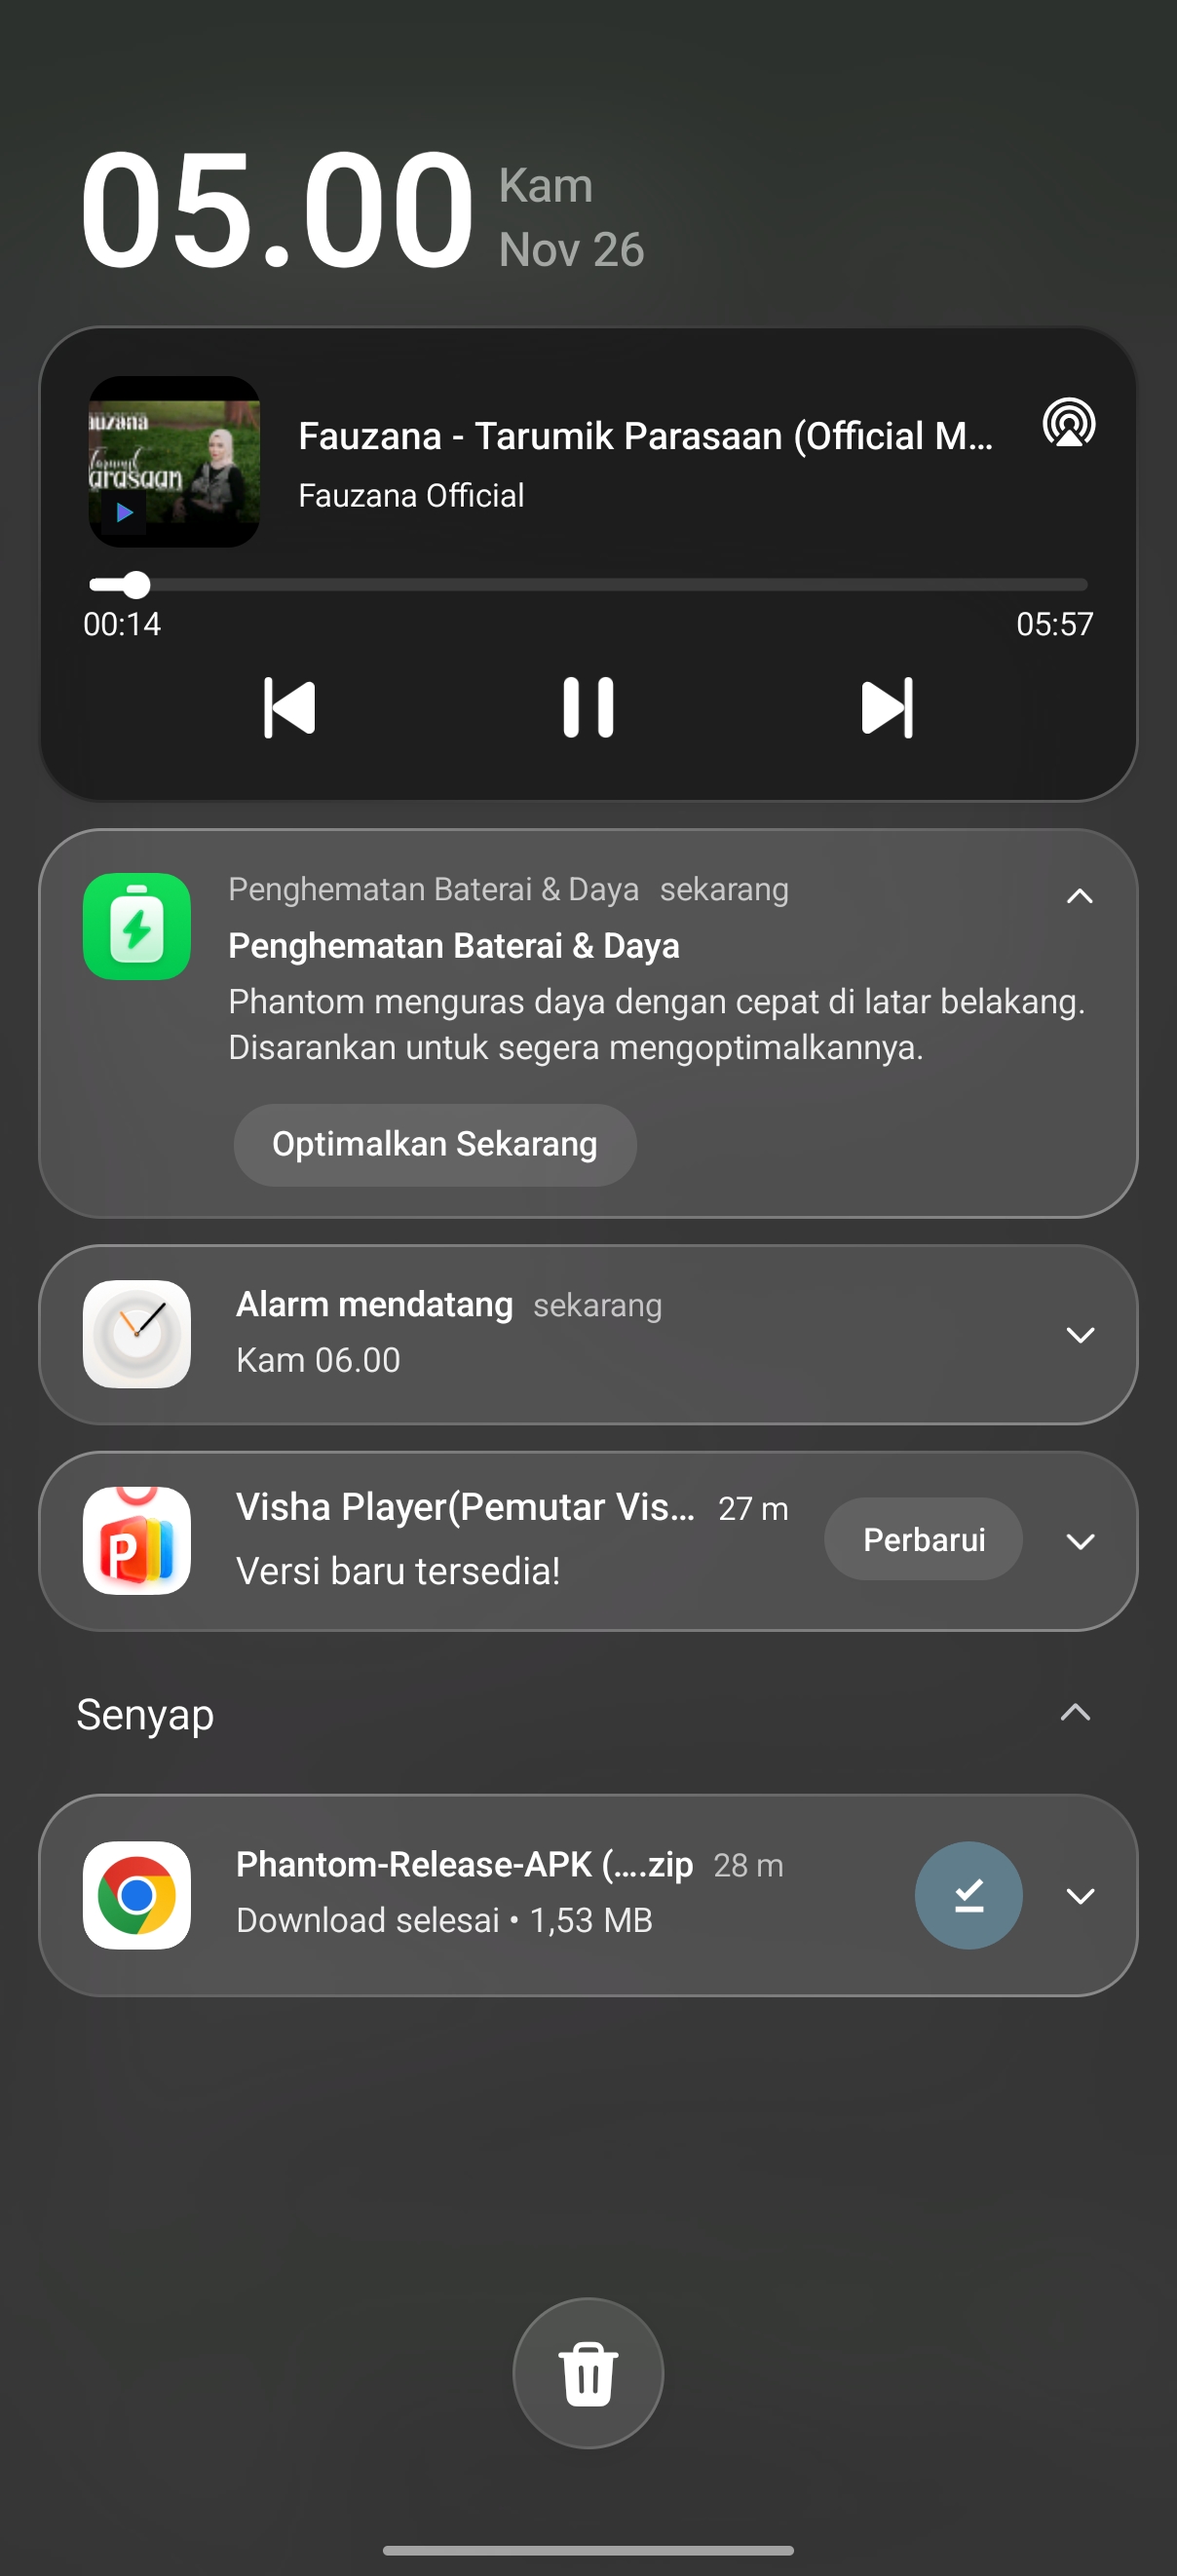 05.00
Kam
Nov 26
auzana
arasaan
Fauzana - Tarumik Parasaan (Official M...
Fauzana Official
00:14
05:57
Penghematan Baterai & Daya sekarang
Penghematan Baterai & Daya
Phantom menguras daya dengan cepat di latar belakang.
Disarankan untuk segera mengoptimalkannya.
Optimalkan Sekarang
Alarm mendatang sekarang
Kam 06.00
Visha Player(Pemutar Vis... 27 m
Perbarui
Versi baru tersedia!
Senyap
Phantom-Release-APK (....zip 28 m
Download selesai • 1,53 MB